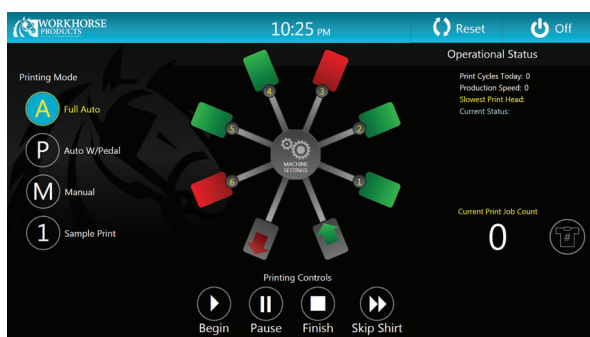 WORKHORSE
PRODUCTS
10:25 PM
Reset
Off
Operational Status
Printing Mode
Print Cycles Today: 0
Production Speed: 0
Slowest Print Head:
Current Status:
A Full Auto
P Auto W/Pedal
M Manual
1 Sample Print
4
3
5
2
MACHINE
SETTINGS
6
1
Current Print Job Count
0
#
Printing Controls
Begin
Pause
Finish
Skip Shirt